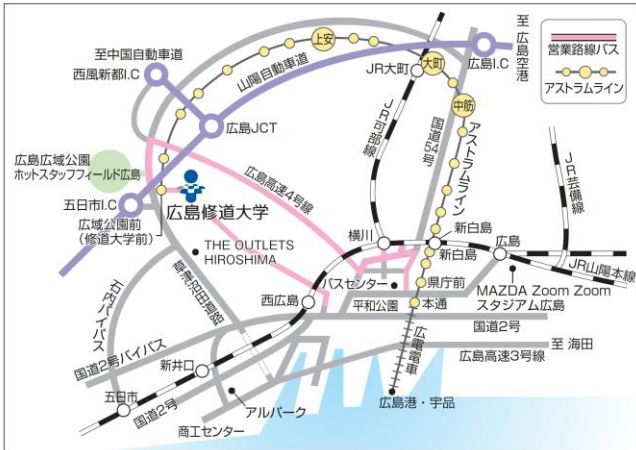 至広島空港
営業路線バス
アストラムライン
上安
至中国自動車道
西風新都I.C
山陽自動車道
JR大町
大町
広島I.C
中筋
広島JCT
JR可部線
国道54号
アストラムライン
JR芸備線
広島広域公園
ホットスタッフフィールド広島
広島高速4号線
五日市I.C
広島修道大学
広域公園前
(修道大学前)
横川
新白島
新白島
広島
JR山陽本線
THE OUTLETS
HIROSHIMA
草津沼田道路
石内バイパス
バスセンター
県庁前
MAZDA Zoom Zoom
スタジアム広島
西広島
平和公園
本通
国道2号
国道2号バイパス
新井口
広電電車
広島高速3号線
至 海田
五日市
国道2号
アルパーク
広島港・宇品
商工センター